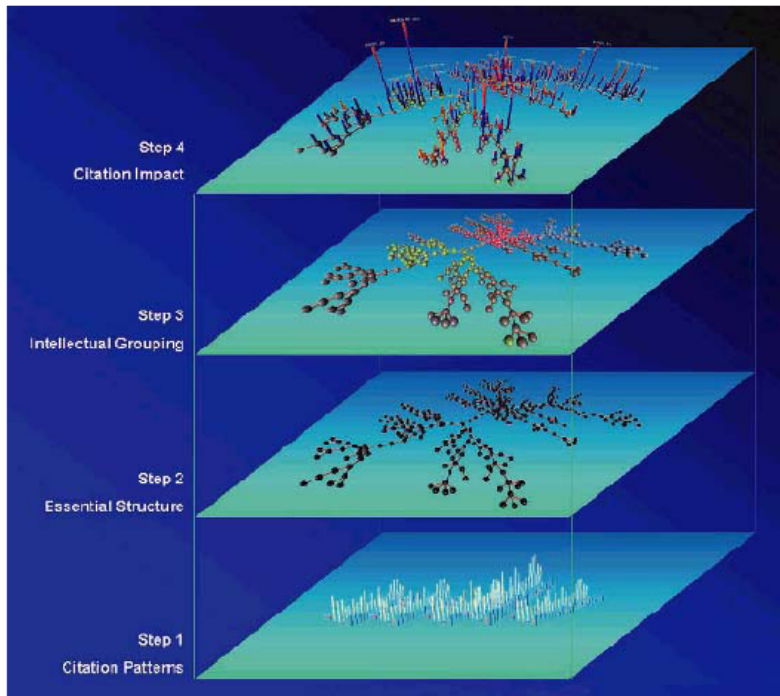 Step 4
Citation Impact
Step 3
Intellectual Grouping
Step 2
Essential Structure
Step 1
Citation Patterns